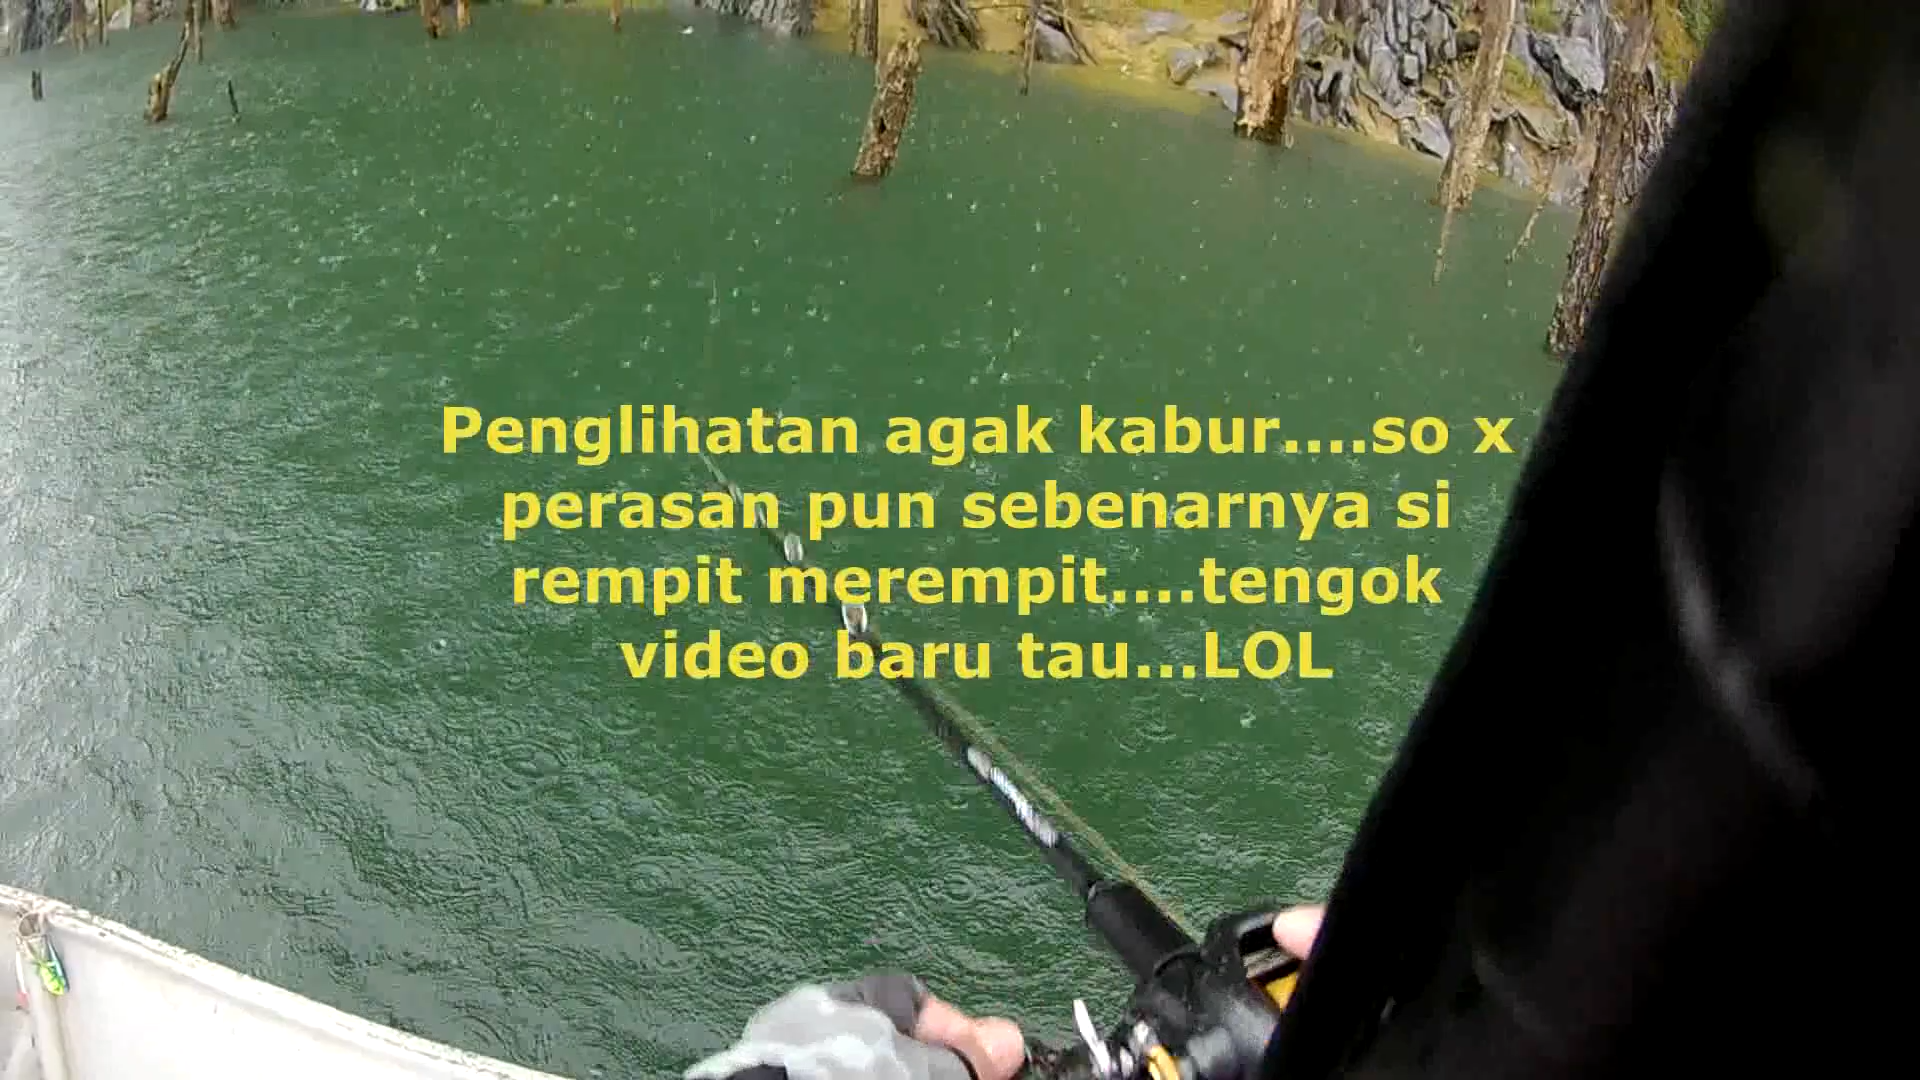 Penglihatan agak kabur....so x
perasan pun sebenarnya si
rempit merempit....tengok
video baru tau...LOL